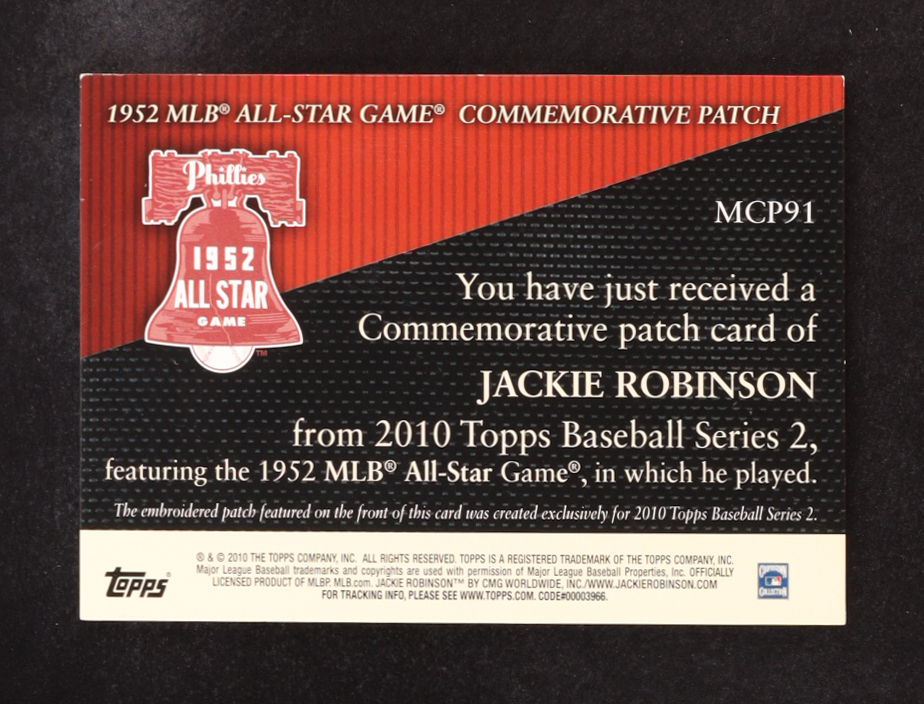 1952 MLB® ALL-STAR GAME® COMMEMORATIVE PATCH
Phillies
1952
ALL STAR
GAME
TM
MCP91
You have just received a
Commemorative patch card of
JACKIE ROBINSON
from 2010 Topps Baseball Series 2,
featuring the 1952 MLB® All-Star Game®, in which he played.
The embroidered patch featured on the front of this card was created exclusively for 2010 Topps Baseball Series 2.
topps®
® & © 2010 THE TOPPS COMPANY, INC. ALL RIGHTS RESERVED. TOPPS IS A REGISTERED TRADEMARK OF THE TOPPS COMPANY, INC.
Major League Baseball trademarks and copyrights are used with permission of Major League Baseball Properties, Inc. OFFICIALLY
LICENSED PRODUCT OF MLBP. MLB.com. JACKIE ROBINSON™ BY CMG WORLDWIDE, INC./WWW.JACKIEROBINSON.COM
FOR TRACKING INFO, PLEASE SEE WWW.TOPPS.COM. CODE#00003966.